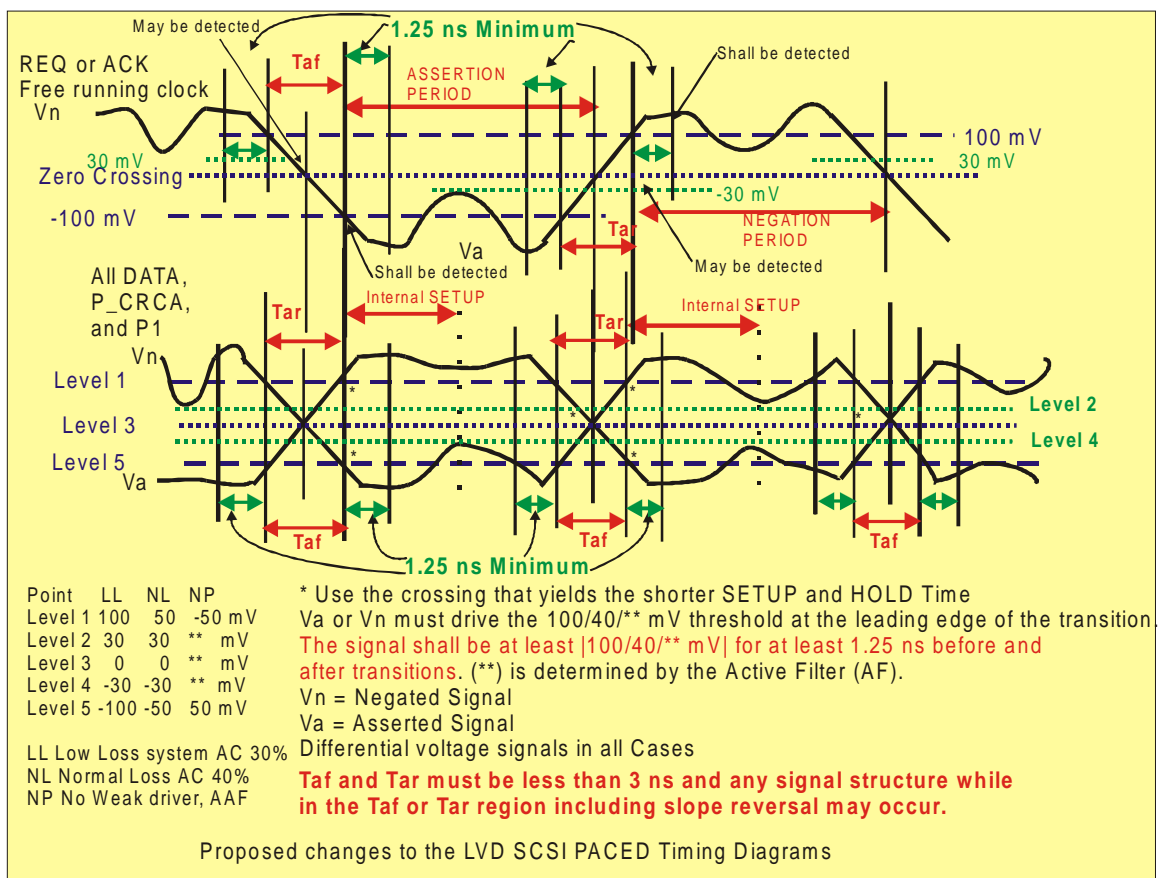 May be detected
1.25 ns Minimum
REQ or ACK
Free running clock
Taf
ASSERTION
PERIOD
Shall be detected
Vn
100 mV
30 mV
30 mV
Zero Crossing
-30 mV
-100 mV
NEGATION
PERIOD
Tar
Va
Shall be detected
May be detected
All DATA,
P_CRCA,
and P1
Internal SETUP
Internal SETUP
Tar
Tar
Vn
Level 1
*
*
Level 2
*
*
Level 3
Level 4
*
*
Level 5
Va
Taf
Taf
Taf
1.25 ns Minimum
Point LL NL NP
Level 1 100 50 -50 mV
Level 2 30 30 ** mV
Level 3 0 0 ** mV
Level 4 -30 -30 ** mV
Level 5 -100 -50 50 mV
LL Low Loss system AC 30%
NL Normal Loss AC 40%
NP No Weak driver, AAF
* Use the crossing that yields the shorter SETUP and HOLD Time
Va or Vn must drive the 100/40/** mV threshold at the leading edge of the transition.
The signal shall be at least |100/40/** mV| for at least 1.25 ns before and
after transitions. (**) is determined by the Active Filter (AF).
Vn = Negated Signal
Va = Asserted Signal
Differential voltage signals in all Cases
Taf and Tar must be less than 3 ns and any signal structure while
in the Taf or Tar region including slope reversal may occur.
Proposed changes to the LVD SCSI PACED Timing Diagrams